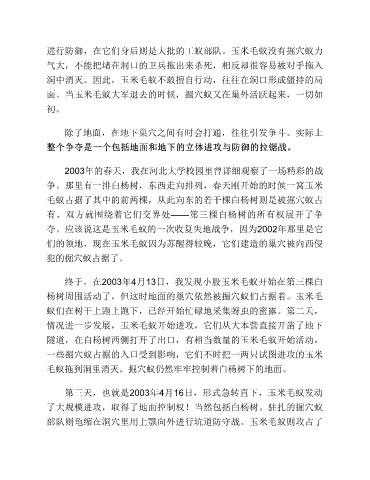 进行防御，在它们身后则是大批的工蚁部队。玉米毛蚁没有掘穴蚁力
气大，不能把堵在洞口的卫兵拖出来杀死，相反却很容易被对手拖入
洞中消灭。因此，玉米毛蚁不敢擅自行动，往往在洞口形成僵持的局
面。当玉米毛蚁大军退去的时候，掘穴蚁又在巢外活跃起来，一切如
初。
除了地面，在地下巢穴之间有时会打通，往往引发争斗。实际上
整个争夺是一个包括地面和地下的立体进攻与防御的拉锯战。
2003年的春天，我在河北大学校园里曾详细观察了一场精彩的战
争。那里有一排白杨树，东西走向排列，春天刚开始的时候一窝玉米
毛蚁占据了其中的前两棵，从此向东的若干棵白杨树则是被掘穴蚁占
有。双方就围绕着它们交界处——第三棵白杨树的所有权展开了争
夺。应该说这是玉米毛蚁的一次收复失地战争，因为2002年那里是它
们的领地，现在玉米毛蚁因为苏醒得较晚，它们建造的巢穴被向西侵
犯的掘穴蚁占据了。
终于，在2003年4月13日，我发现小股玉米毛蚁开始在第三棵白
杨树周围活动了。但这时地面的巢穴依然被掘穴蚁们占据着。玉米毛
蚁们在树干上跑上跑下，已经开始忙碌地采集蚜虫的蜜露。第二天，
情况进一步发展，玉米毛蚁开始进攻，它们从大本营直接开凿了地下
隧道，在白杨树两侧打开了出口，有相当数量的玉米毛蚁开始活动，
一些掘穴蚁占据的入口受到影响，它们不时把一两只试图进攻的玉米
毛蚁拖到洞里消灭。掘穴蚁仍然牢牢控制着白杨树下的地面。
第三天，也就是2003年4月16日，形式急转直下，玉米毛蚁发动
了大规模进攻，取得了地面控制权！当然包括白杨树。驻扎的掘穴蚁
部队则龟缩在洞穴里用上颚向外进行坑道防守战。玉米毛蚁则攻占了